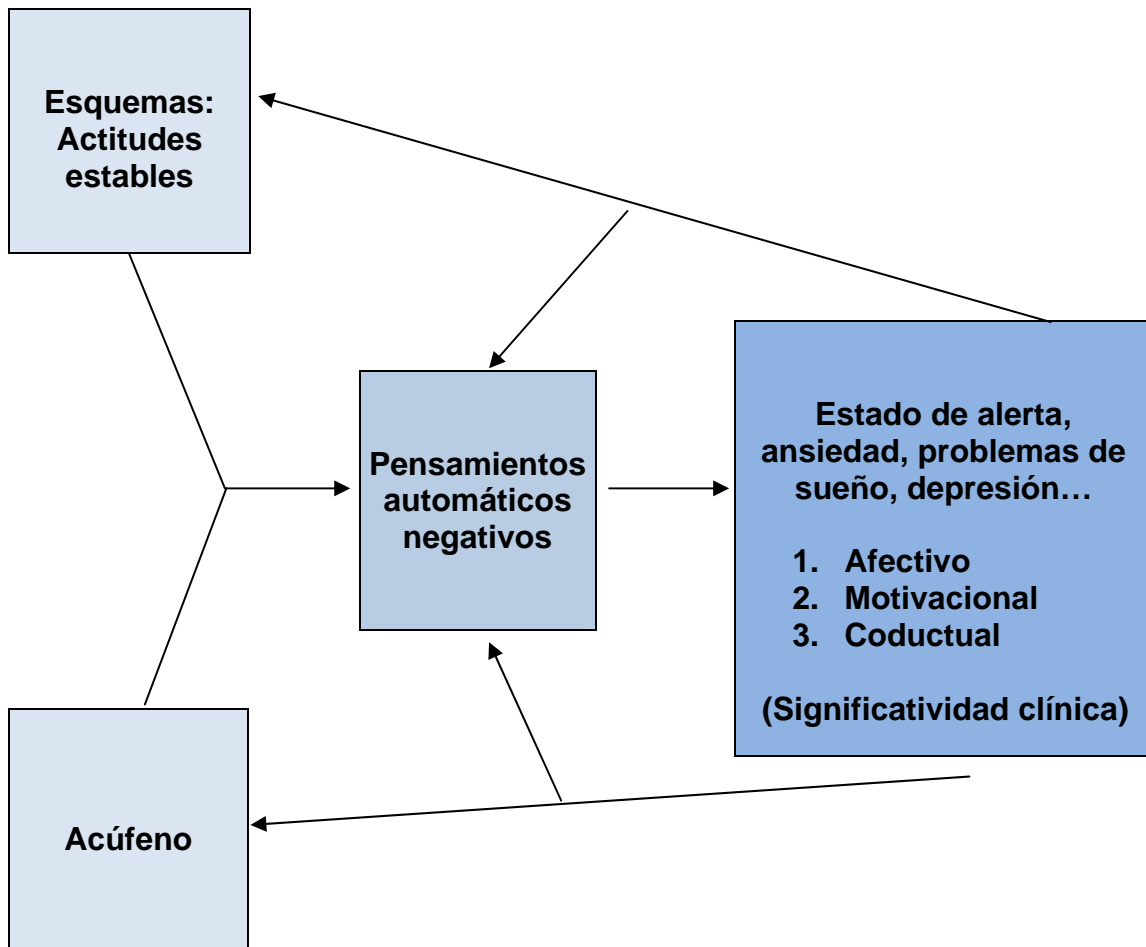 Esquemas:
Actitudes
estables
Pensamientos
automáticos
negativos
Estado de alerta,
ansiedad, problemas de
sueño, depresión…
1. Afectivo
2. Motivacional
3. Coductual
(Significatividad clínica)
Acúfeno